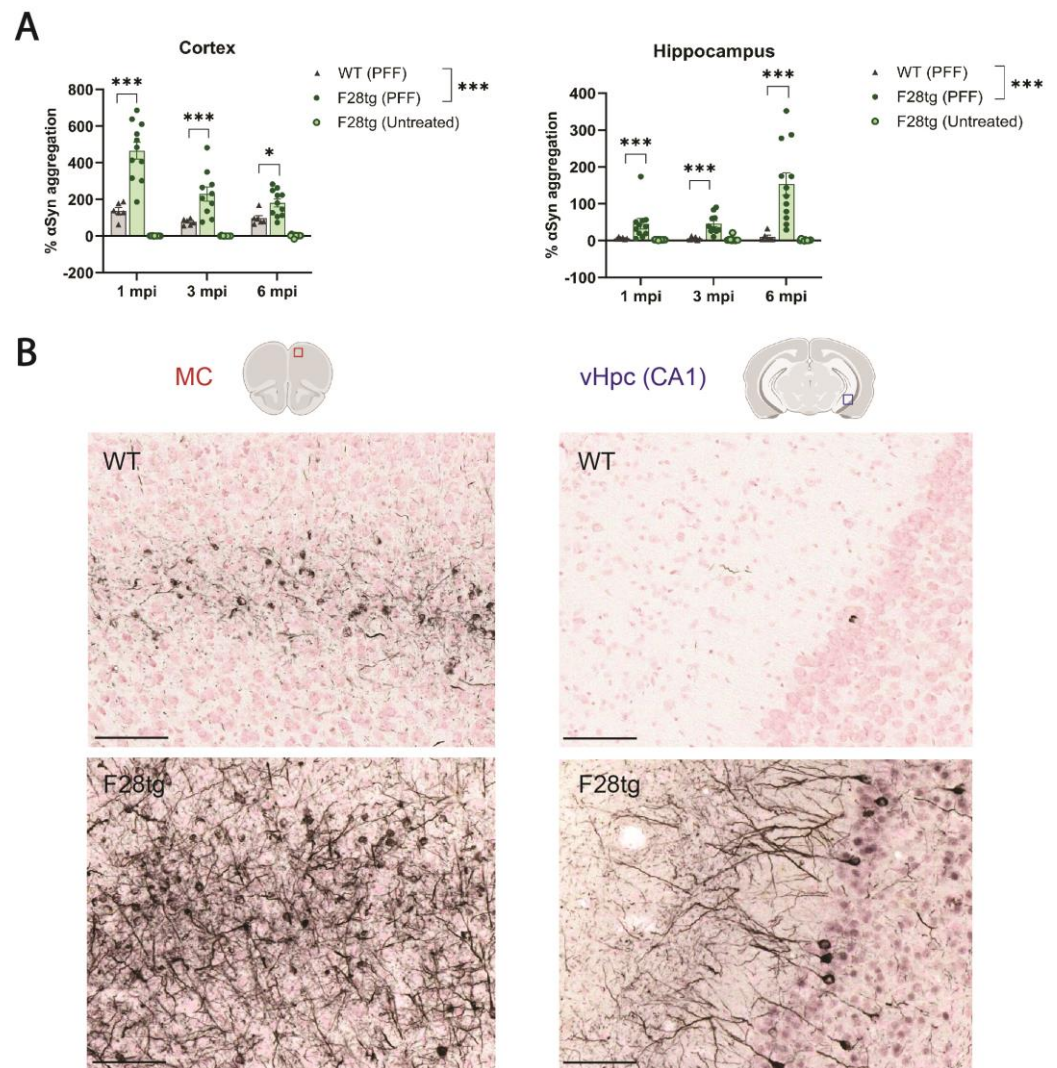 A
Cortex
% αSyn aggregation
800
600
400
200
0
-200
***
***
*
1 mpi 3 mpi 6 mpi
WT (PFF)
F28tg (PFF)
F28tg (Untreated)
***
Hippocampus
% αSyn aggregation
400
300
200
100
0
-100
***
***
***
1 mpi 3 mpi 6 mpi
WT (PFF)
F28tg (PFF)
F28tg (Untreated)
***
B
MC
vHpc (CA1)
WT
WT
F28tg
F28tg